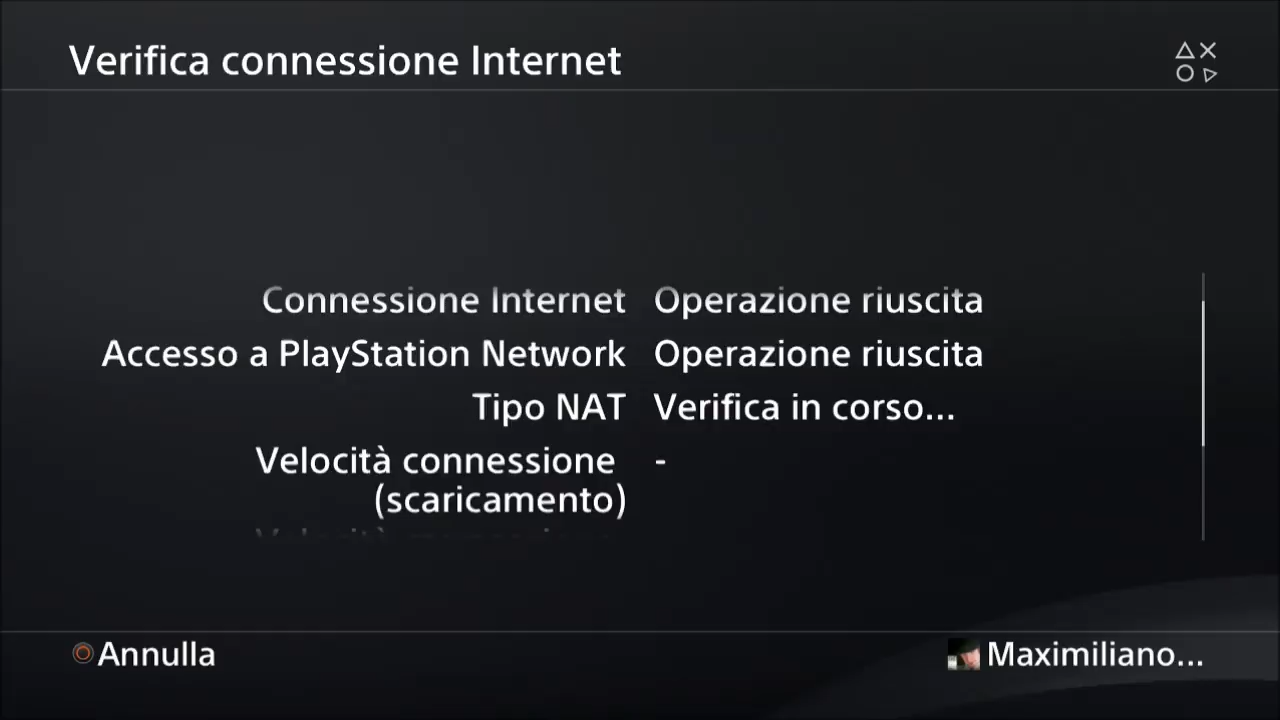 Verifica connessione Internet
Connessione Internet Operazione riuscita
Accesso a PlayStation Network Operazione riuscita
Tipo NAT Verifica in corso...
Velocità connessione -
(scaricamento)
Annulla Maximiliano...